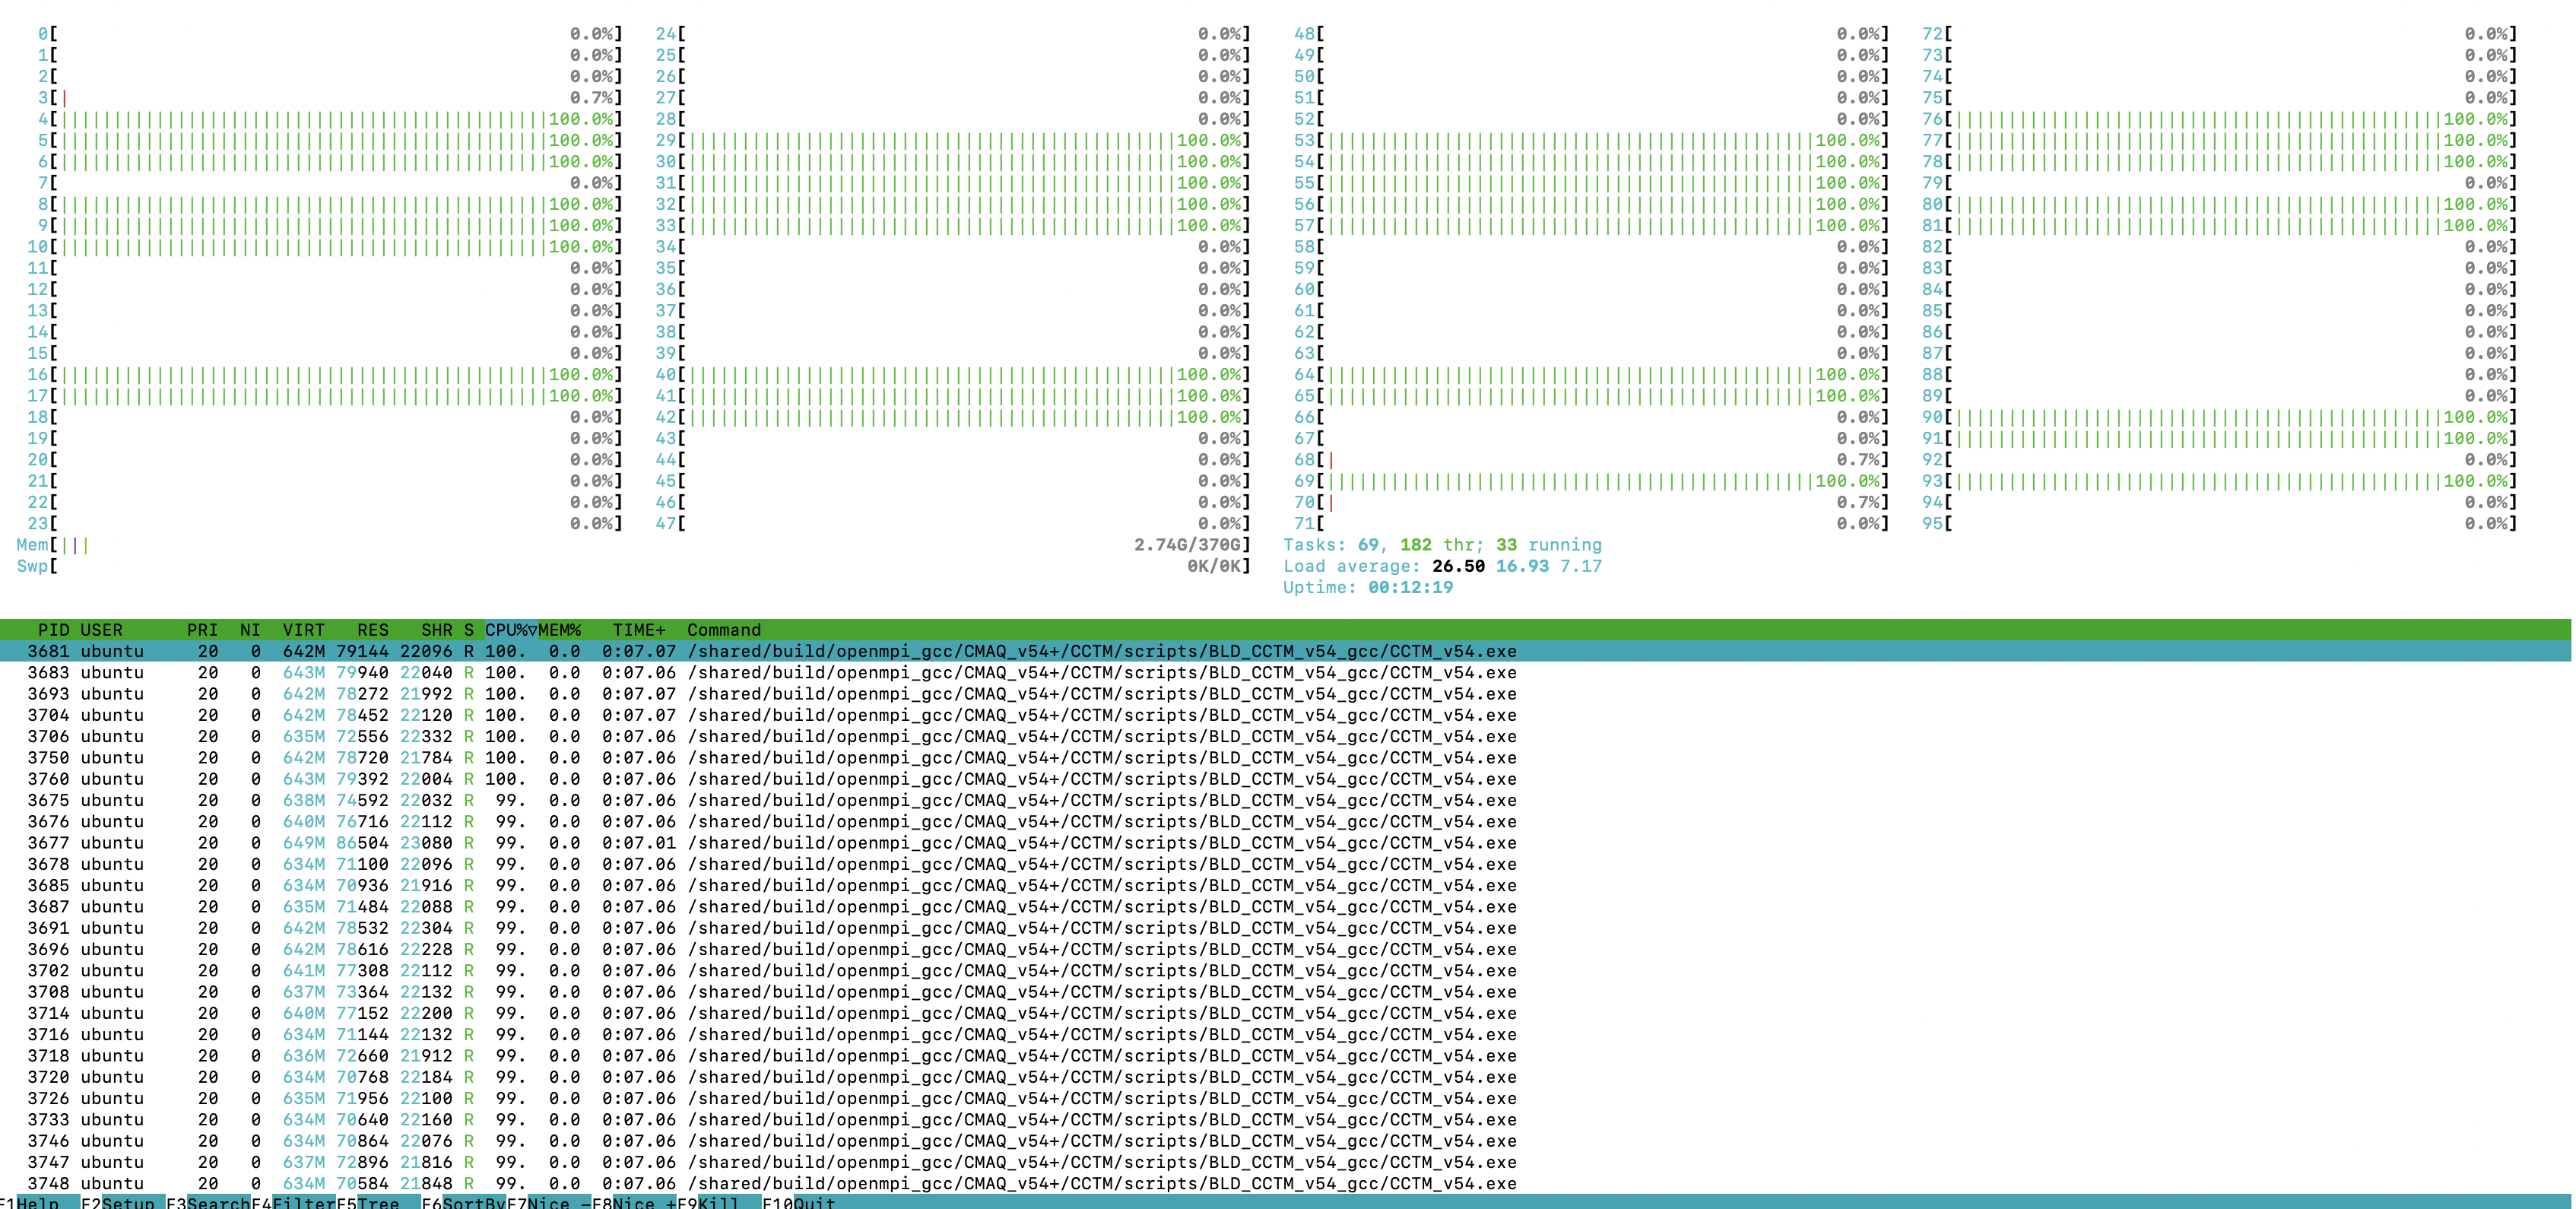 0[ 0.0%] 24[ 0.0%] 48[ 0.0%] 72[ 0.0%]
1[ 0.0%] 25[ 0.0%] 49[ 0.0%] 73[ 0.0%]
2[ 0.0%] 26[ 0.0%] 50[ 0.0%] 74[ 0.0%]
3[| 0.7%] 27[ 0.0%] 51[ 0.0%] 75[ 0.0%]
4[100.0%] 28[ 0.0%] 52[ 0.0%] 76[100.0%]
5[100.0%] 29[100.0%] 53[100.0%] 77[100.0%]
6[100.0%] 30[100.0%] 54[100.0%] 78[100.0%]
7[ 0.0%] 31[100.0%] 55[100.0%] 79[ 0.0%]
8[100.0%] 32[100.0%] 56[100.0%] 80[100.0%]
9[100.0%] 33[100.0%] 57[100.0%] 81[100.0%]
10[100.0%] 34[ 0.0%] 58[ 0.0%] 82[ 0.0%]
11[ 0.0%] 35[ 0.0%] 59[ 0.0%] 83[ 0.0%]
12[ 0.0%] 36[ 0.0%] 60[ 0.0%] 84[ 0.0%]
13[ 0.0%] 37[ 0.0%] 61[ 0.0%] 85[ 0.0%]
14[ 0.0%] 38[ 0.0%] 62[ 0.0%] 86[ 0.0%]
15[ 0.0%] 39[ 0.0%] 63[ 0.0%] 87[ 0.0%]
16[100.0%] 40[100.0%] 64[100.0%] 88[ 0.0%]
17[100.0%] 41[100.0%] 65[100.0%] 89[ 0.0%]
18[ 0.0%] 42[100.0%] 66[ 0.0%] 90[100.0%]
19[ 0.0%] 43[ 0.0%] 67[ 0.0%] 91[100.0%]
20[ 0.0%] 44[ 0.0%] 68[| 0.7%] 92[ 0.0%]
21[ 0.0%] 45[ 0.0%] 69[100.0%] 93[100.0%]
22[ 0.0%] 46[ 0.0%] 70[| 0.7%] 94[ 0.0%]
23[ 0.0%] 47[ 0.0%] 71[ 0.0%] 95[ 0.0%]
Mem[||| 2.74G/370G] Tasks: 69, 182 thr; 33 running
Swp[ 0K/0K] Load average: 26.50 16.93 7.17
Uptime: 00:12:19
PID USER PRI NI VIRT RES SHR S CPU%▽MEM% TIME+ Command
3681 ubuntu 20 0 642M 79144 22096 R 100. 0.0 0:07.07 /shared/build/openmpi_gcc/CMAQ_v54+/CCTM/scripts/BLD_CCTM_v54_gcc/CCTM_v54.exe
3683 ubuntu 20 0 643M 79940 22040 R 100. 0.0 0:07.06 /shared/build/openmpi_gcc/CMAQ_v54+/CCTM/scripts/BLD_CCTM_v54_gcc/CCTM_v54.exe
3693 ubuntu 20 0 642M 78272 21992 R 100. 0.0 0:07.07 /shared/build/openmpi_gcc/CMAQ_v54+/CCTM/scripts/BLD_CCTM_v54_gcc/CCTM_v54.exe
3704 ubuntu 20 0 642M 78452 22120 R 100. 0.0 0:07.07 /shared/build/openmpi_gcc/CMAQ_v54+/CCTM/scripts/BLD_CCTM_v54_gcc/CCTM_v54.exe
3706 ubuntu 20 0 635M 72556 22332 R 100. 0.0 0:07.06 /shared/build/openmpi_gcc/CMAQ_v54+/CCTM/scripts/BLD_CCTM_v54_gcc/CCTM_v54.exe
3750 ubuntu 20 0 642M 78720 21784 R 100. 0.0 0:07.06 /shared/build/openmpi_gcc/CMAQ_v54+/CCTM/scripts/BLD_CCTM_v54_gcc/CCTM_v54.exe
3760 ubuntu 20 0 643M 79392 22004 R 100. 0.0 0:07.06 /shared/build/openmpi_gcc/CMAQ_v54+/CCTM/scripts/BLD_CCTM_v54_gcc/CCTM_v54.exe
3675 ubuntu 20 0 638M 74592 22032 R 99. 0.0 0:07.06 /shared/build/openmpi_gcc/CMAQ_v54+/CCTM/scripts/BLD_CCTM_v54_gcc/CCTM_v54.exe
3676 ubuntu 20 0 640M 76716 22112 R 99. 0.0 0:07.06 /shared/build/openmpi_gcc/CMAQ_v54+/CCTM/scripts/BLD_CCTM_v54_gcc/CCTM_v54.exe
3677 ubuntu 20 0 649M 86504 23080 R 99. 0.0 0:07.01 /shared/build/openmpi_gcc/CMAQ_v54+/CCTM/scripts/BLD_CCTM_v54_gcc/CCTM_v54.exe
3678 ubuntu 20 0 634M 71100 22096 R 99. 0.0 0:07.06 /shared/build/openmpi_gcc/CMAQ_v54+/CCTM/scripts/BLD_CCTM_v54_gcc/CCTM_v54.exe
3685 ubuntu 20 0 634M 70936 21916 R 99. 0.0 0:07.06 /shared/build/openmpi_gcc/CMAQ_v54+/CCTM/scripts/BLD_CCTM_v54_gcc/CCTM_v54.exe
3687 ubuntu 20 0 635M 71484 22088 R 99. 0.0 0:07.06 /shared/build/openmpi_gcc/CMAQ_v54+/CCTM/scripts/BLD_CCTM_v54_gcc/CCTM_v54.exe
3691 ubuntu 20 0 642M 78532 22304 R 99. 0.0 0:07.06 /shared/build/openmpi_gcc/CMAQ_v54+/CCTM/scripts/BLD_CCTM_v54_gcc/CCTM_v54.exe
3696 ubuntu 20 0 642M 78616 22228 R 99. 0.0 0:07.06 /shared/build/openmpi_gcc/CMAQ_v54+/CCTM/scripts/BLD_CCTM_v54_gcc/CCTM_v54.exe
3702 ubuntu 20 0 641M 77308 22112 R 99. 0.0 0:07.06 /shared/build/openmpi_gcc/CMAQ_v54+/CCTM/scripts/BLD_CCTM_v54_gcc/CCTM_v54.exe
3708 ubuntu 20 0 637M 73364 22132 R 99. 0.0 0:07.06 /shared/build/openmpi_gcc/CMAQ_v54+/CCTM/scripts/BLD_CCTM_v54_gcc/CCTM_v54.exe
3714 ubuntu 20 0 640M 77152 22200 R 99. 0.0 0:07.06 /shared/build/openmpi_gcc/CMAQ_v54+/CCTM/scripts/BLD_CCTM_v54_gcc/CCTM_v54.exe
3716 ubuntu 20 0 634M 71144 22132 R 99. 0.0 0:07.06 /shared/build/openmpi_gcc/CMAQ_v54+/CCTM/scripts/BLD_CCTM_v54_gcc/CCTM_v54.exe
3718 ubuntu 20 0 636M 72660 21912 R 99. 0.0 0:07.06 /shared/build/openmpi_gcc/CMAQ_v54+/CCTM/scripts/BLD_CCTM_v54_gcc/CCTM_v54.exe
3720 ubuntu 20 0 634M 70768 22184 R 99. 0.0 0:07.06 /shared/build/openmpi_gcc/CMAQ_v54+/CCTM/scripts/BLD_CCTM_v54_gcc/CCTM_v54.exe
3726 ubuntu 20 0 635M 71956 22100 R 99. 0.0 0:07.06 /shared/build/openmpi_gcc/CMAQ_v54+/CCTM/scripts/BLD_CCTM_v54_gcc/CCTM_v54.exe
3733 ubuntu 20 0 634M 70640 22160 R 99. 0.0 0:07.06 /shared/build/openmpi_gcc/CMAQ_v54+/CCTM/scripts/BLD_CCTM_v54_gcc/CCTM_v54.exe
3746 ubuntu 20 0 634M 70864 22076 R 99. 0.0 0:07.06 /shared/build/openmpi_gcc/CMAQ_v54+/CCTM/scripts/BLD_CCTM_v54_gcc/CCTM_v54.exe
3747 ubuntu 20 0 637M 72896 21816 R 99. 0.0 0:07.06 /shared/build/openmpi_gcc/CMAQ_v54+/CCTM/scripts/BLD_CCTM_v54_gcc/CCTM_v54.exe
3748 ubuntu 20 0 634M 70584 21848 R 99. 0.0 0:07.06 /shared/build/openmpi_gcc/CMAQ_v54+/CCTM/scripts/BLD_CCTM_v54_gcc/CCTM_v54.exe
F1Help F2Setup F3SearchF4FilterF5Tree F6SortByF7Nice -F8Nice +F9Kill F10Quit